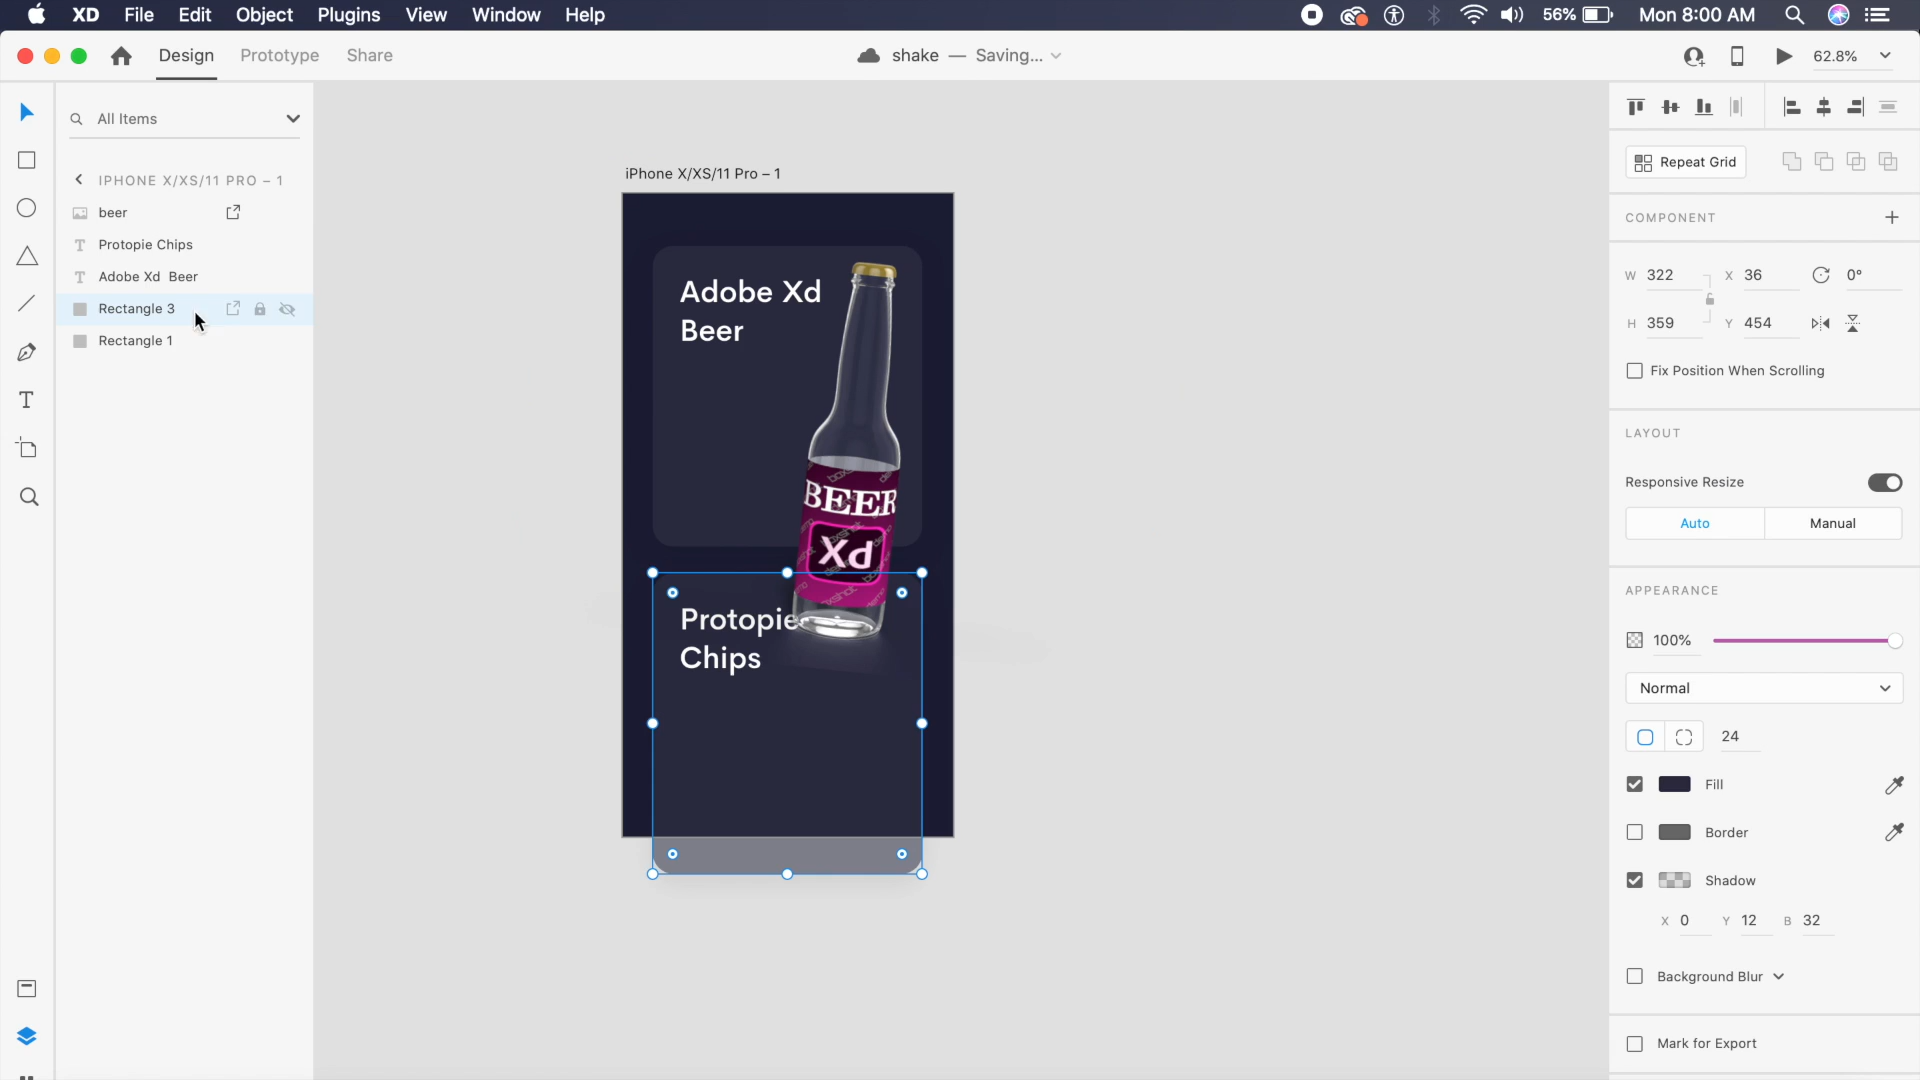 XD File Edit Object Plugins View Window Help 56% Mon 8:00 AM
Design Prototype Share shake — Saving... 62.8%
All Items
IPHONE X/XS/11 PRO – 1
beer
Protopie Chips
Adobe Xd Beer
Rectangle 3
Rectangle 1
iPhone X/XS/11 Pro – 1
Adobe Xd
Beer
BEER
Xd
Protopie
Chips
Repeat Grid
COMPONENT
W 322 X 36 0°
H 359 Y 454
Fix Position When Scrolling
LAYOUT
Responsive Resize
Auto Manual
APPEARANCE
100%
Normal
24
Fill
Border
Shadow
X 0 Y 12 B 32
Background Blur
Mark for Export